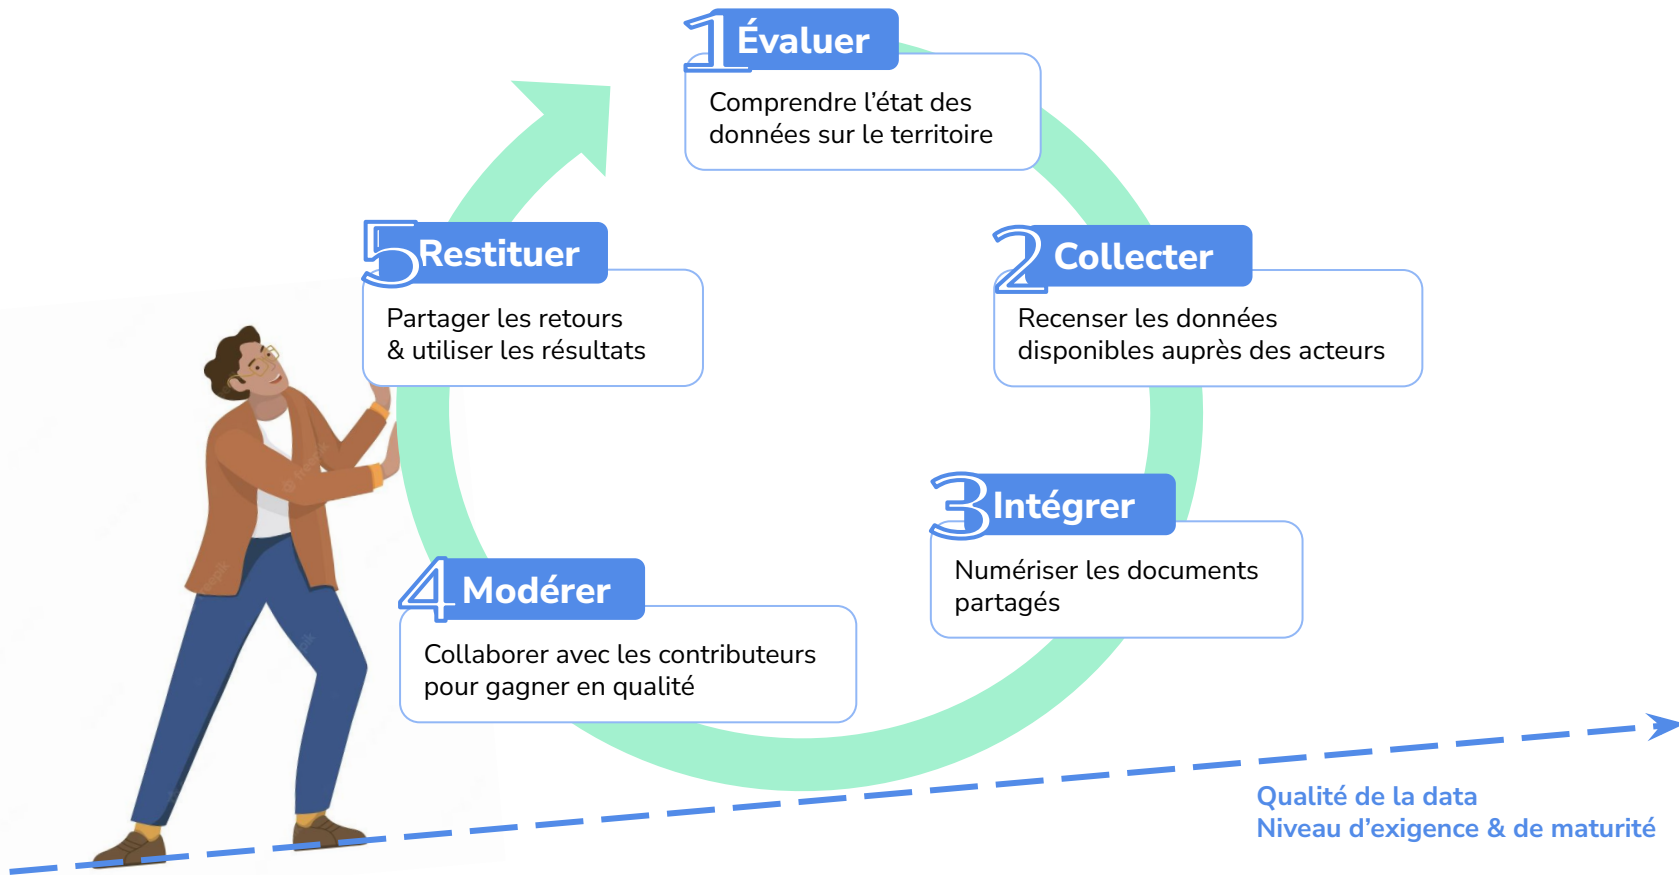 1 Évaluer
Comprendre l’état des
données sur le territoire
2 Collecter
Recenser les données
disponibles auprès des acteurs
3 Intégrer
Numériser les documents
partagés
4 Modérer
Collaborer avec les contributeurs
pour gagner en qualité
5 Restituer
Partager les retours
& utiliser les résultats
Qualité de la data
Niveau d’exigence & de maturité